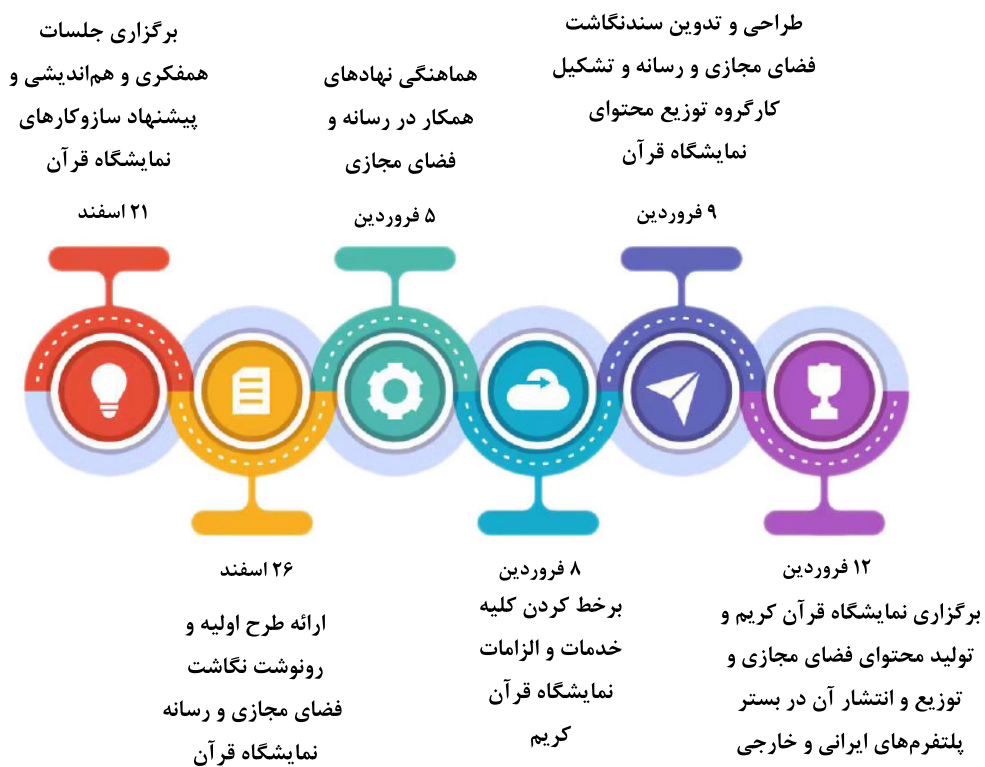 برگزاری جلسات
همفکری و هم‌اندیشی و
پیشنهاد سازوکارهای
نمایشگاه قرآن
۲۱ اسفند
۲۶ اسفند
ارائه طرح اولیه و
رونوشت نگاشت
فضای مجازی و رسانه
نمایشگاه قرآن
هماهنگی نهادهای
همکار در رسانه و
فضای مجازی
۵ فروردین
۸ فروردین
برخط کردن کلیه
خدمات و الزامات
نمایشگاه قرآن
کریم
طراحی و تدوین سندنگاشت
فضای مجازی و رسانه و تشکیل
کارگروه توزیع محتوای
نمایشگاه قرآن
۹ فروردین
۱۲ فروردین
برگزاری نمایشگاه قرآن کریم و
تولید محتوای فضای مجازی و
توزیع و انتشار آن در بستر
پلتفرم‌های ایرانی و خارجی